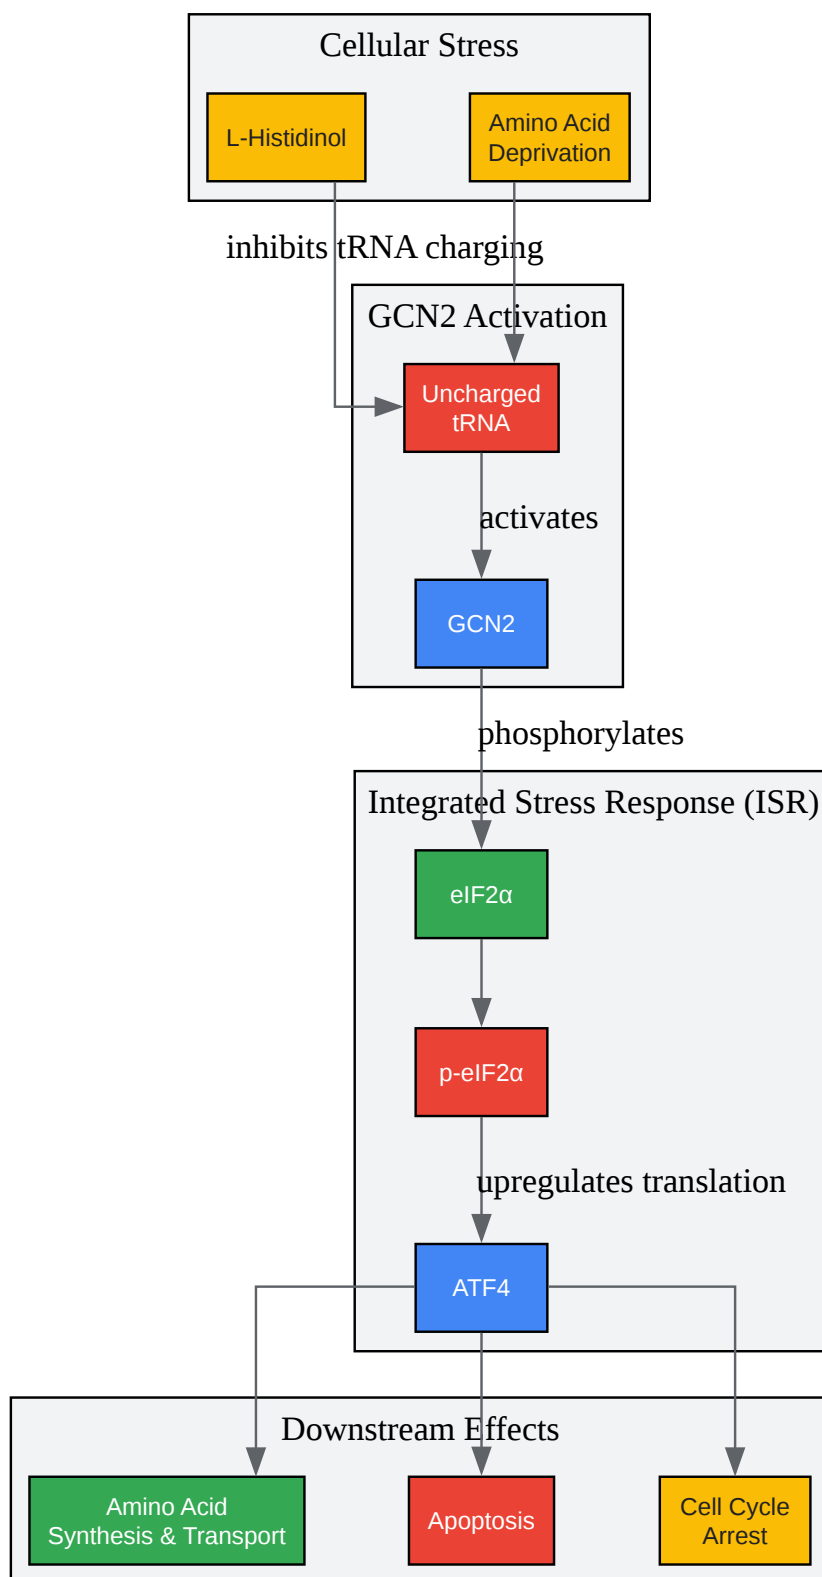 Cellular Stress
L-Histidinol
Amino Acid
Deprivation
inhibits tRNA charging
GCN2 Activation
Uncharged
tRNA
activates
GCN2
phosphorylates
Integrated Stress Response (ISR)
eIF2α
p-eIF2α
upregulates translation
ATF4
Downstream Effects
Amino Acid
Synthesis & Transport
Apoptosis
Cell Cycle
Arrest